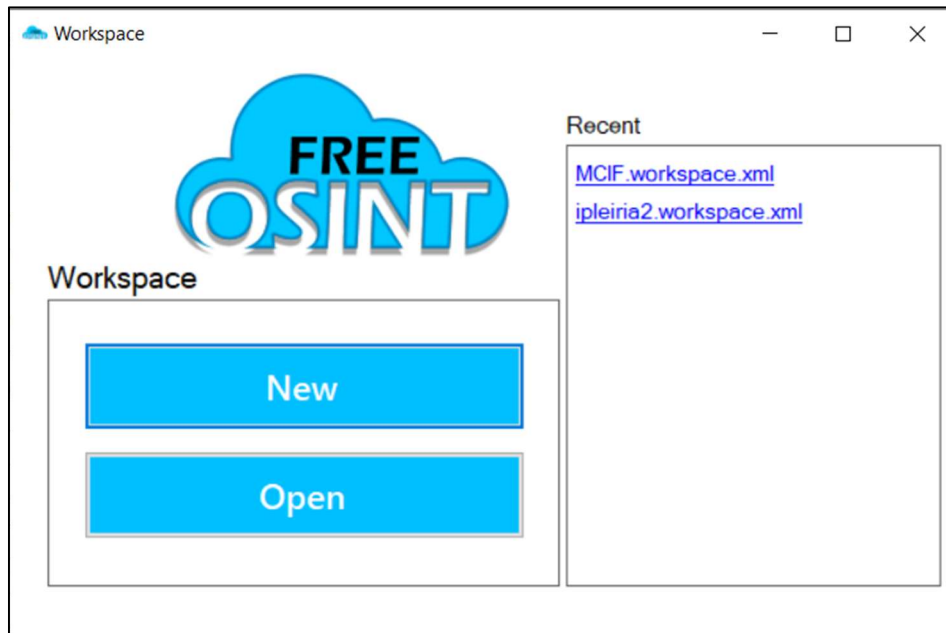 Workspace
FREE
OSINT
Workspace
New
Open
Recent
MCIF.workspace.xml
ipleiria2.workspace.xml